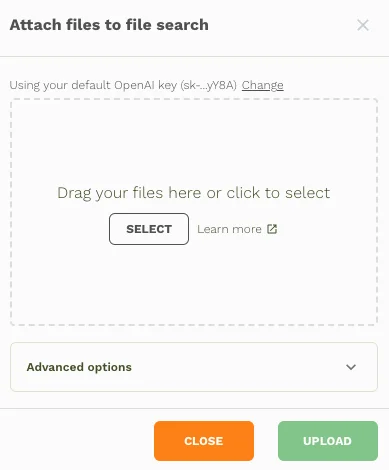 Attach files to file search
Using your default OpenAI key (sk-...yY8A) Change
Drag your files here or click to select
SELECT Learn more
Advanced options
CLOSE UPLOAD